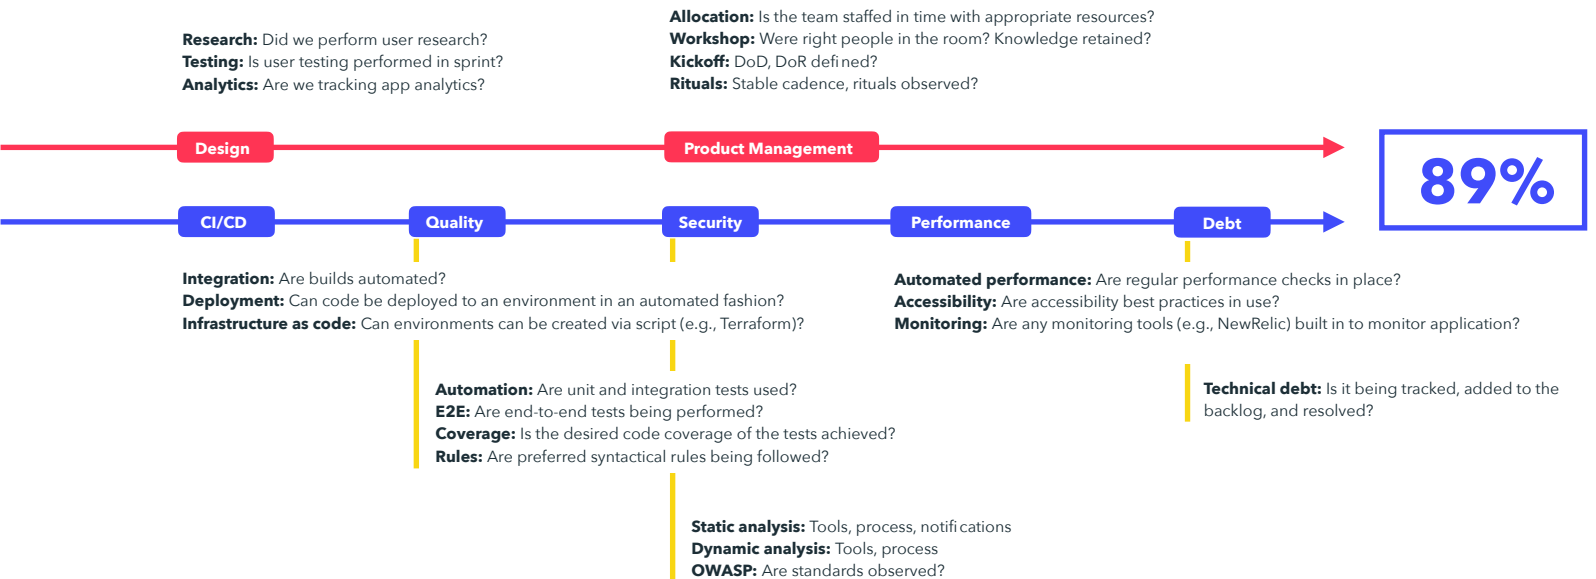 Research: Did we perform user research?
Testing: Is user testing performed in sprint?
Analytics: Are we tracking app analytics?
Allocation: Is the team staffed in time with appropriate resources?
Workshop: Were right people in the room? Knowledge retained?
Kickoff: DoD, DoR defined?
Rituals: Stable cadence, rituals observed?
Design
Product Management
89%
CI/CD
Quality
Security
Performance
Debt
Integration: Are builds automated?
Deployment: Can code be deployed to an environment in an automated fashion?
Infrastructure as code: Can environments can be created via script (e.g., Terraform)?
Automated performance: Are regular performance checks in place?
Accessibility: Are accessibility best practices in use?
Monitoring: Are any monitoring tools (e.g., NewRelic) built in to monitor application?
Automation: Are unit and integration tests used?
E2E: Are end-to-end tests being performed?
Coverage: Is the desired code coverage of the tests achieved?
Rules: Are preferred syntactical rules being followed?
Technical debt: Is it being tracked, added to the
backlog, and resolved?
Static analysis: Tools, process, notifications
Dynamic analysis: Tools, process
OWASP: Are standards observed?